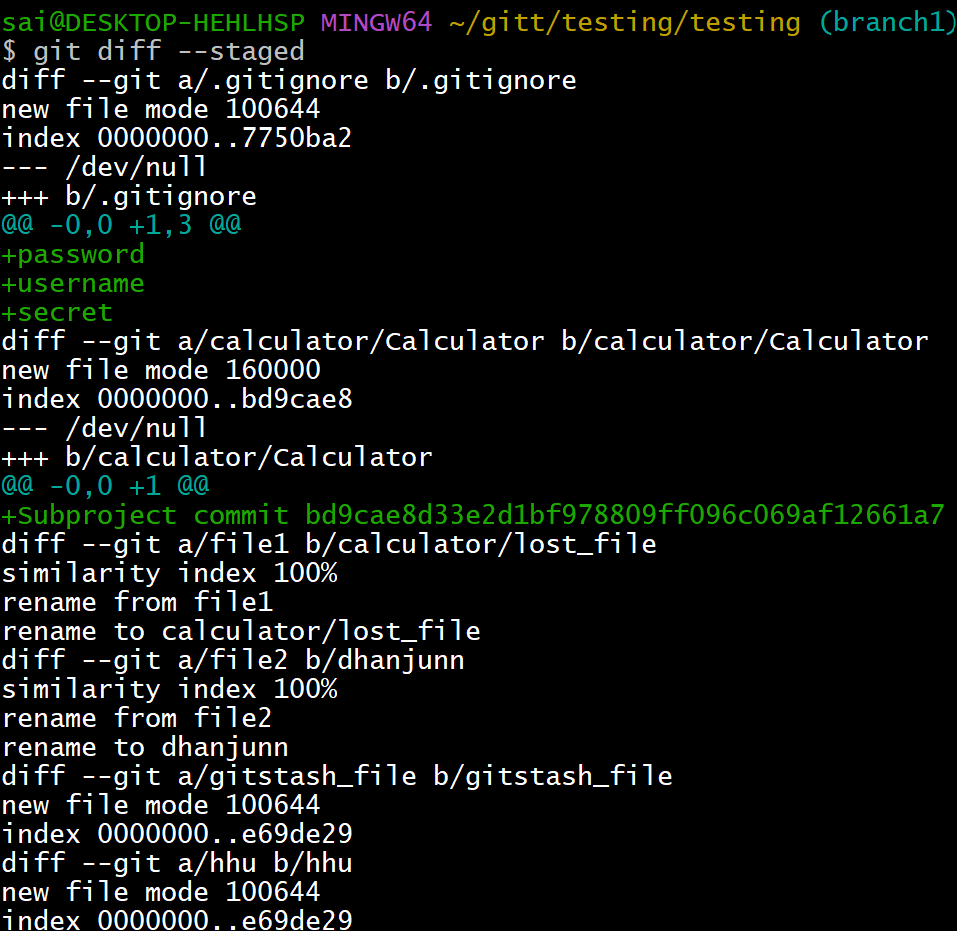 sai@DESKTOP-HEHLHSP MINGW64 ~/gitt/testing/testing (branch1)
$ git diff --staged
diff --git a/.gitignore b/.gitignore
new file mode 100644
index 0000000..7750ba2
--- /dev/null
+++ b/.gitignore
@@ -0,0 +1,3 @@
+password
+username
+secret
diff --git a/calculator/Calculator b/calculator/Calculator
new file mode 160000
index 0000000..bd9cae8
--- /dev/null
+++ b/calculator/Calculator
@@ -0,0 +1 @@
+Subproject commit bd9cae8d33e2d1bf978809ff096c069af12661a7
diff --git a/file1 b/calculator/lost_file
similarity index 100%
rename from file1
rename to calculator/lost_file
diff --git a/file2 b/dhanjunn
similarity index 100%
rename from file2
rename to dhanjunn
diff --git a/gitstash_file b/gitstash_file
new file mode 100644
index 0000000..e69de29
diff --git a/hhu b/hhu
new file mode 100644
index 0000000..e69de29